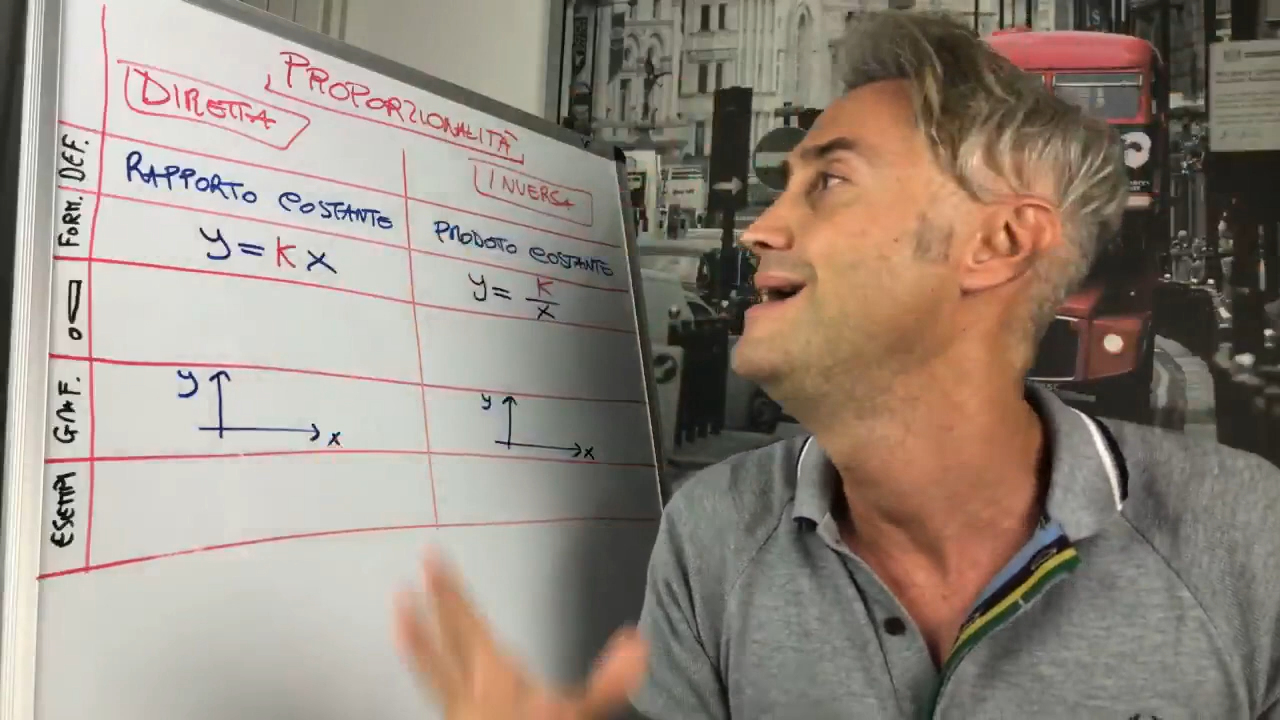 PROPORZIONALITÀ
DIRETTA
INVERSA
DEF.
RAPPORTO COSTANTE
PRODOTO COSTANTE
FORM.
y = K x
y = K/x
GRAF.
y
x
y
x
ESEMPI